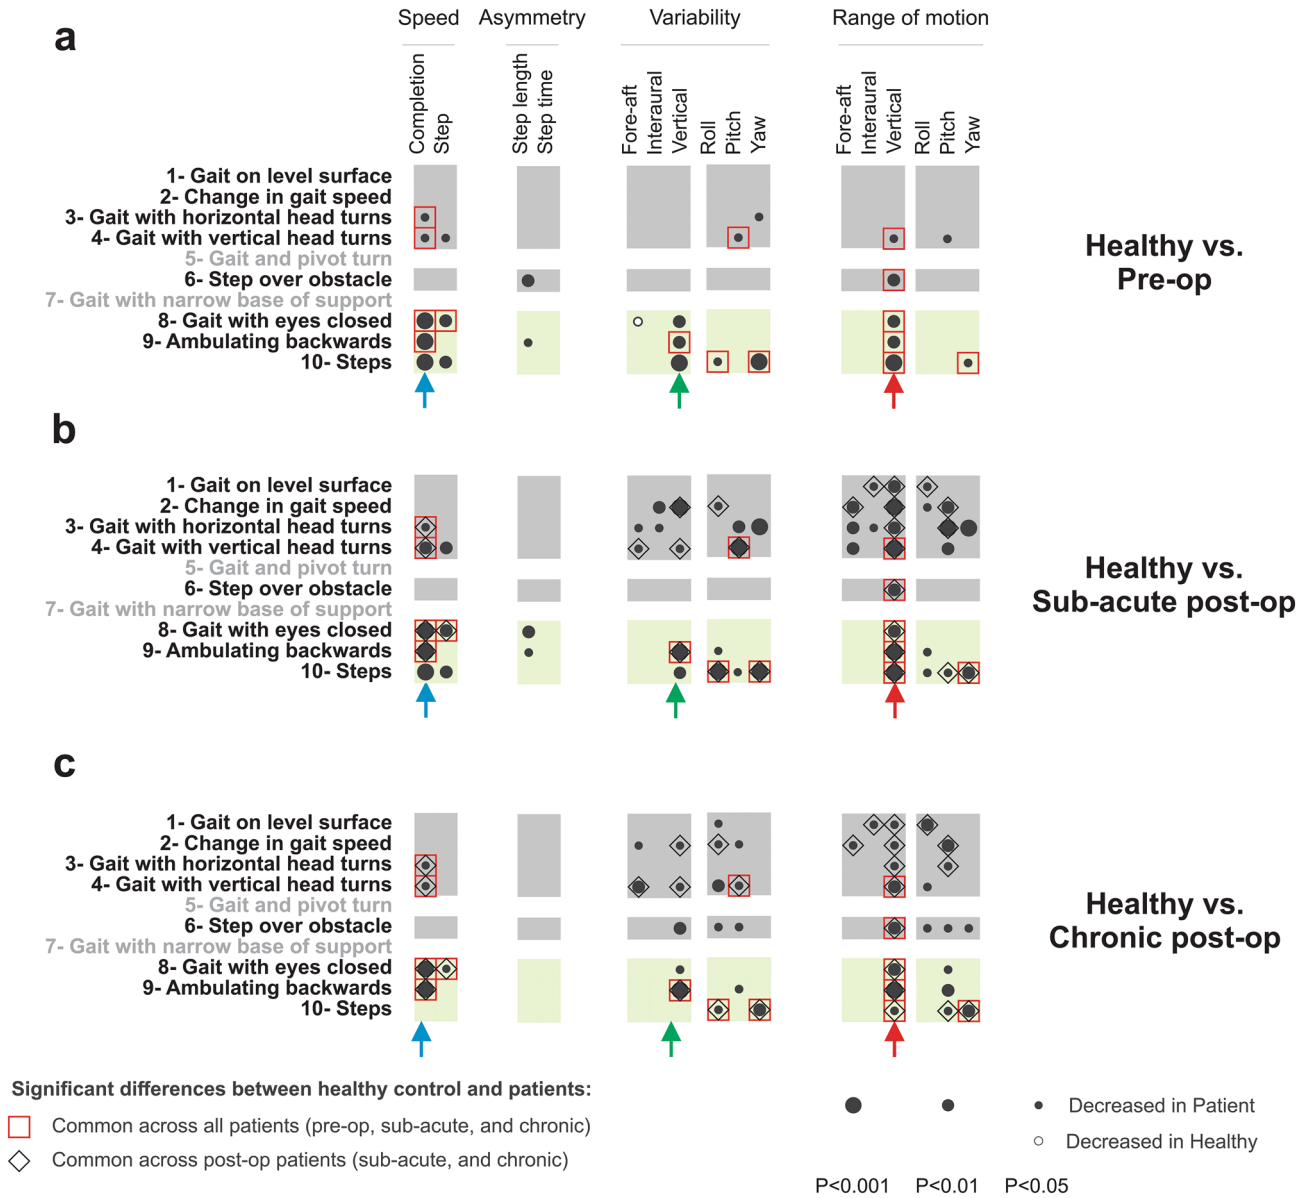 a
Speed Asymmetry Variability Range of motion
Completion
Step
Step length
Step time
Fore-aft
Interaural
Vertical
Roll
Pitch
Yaw
Fore-aft
Interaural
Vertical
Roll
Pitch
Yaw
1- Gait on level surface
2- Change in gait speed
3- Gait with horizontal head turns
4- Gait with vertical head turns
5- Gait and pivot turn
6- Step over obstacle
7- Gait with narrow base of support
8- Gait with eyes closed
9- Ambulating backwards
10- Steps
Healthy vs.
Pre-op
b
1- Gait on level surface
2- Change in gait speed
3- Gait with horizontal head turns
4- Gait with vertical head turns
5- Gait and pivot turn
6- Step over obstacle
7- Gait with narrow base of support
8- Gait with eyes closed
9- Ambulating backwards
10- Steps
Healthy vs.
Sub-acute post-op
c
1- Gait on level surface
2- Change in gait speed
3- Gait with horizontal head turns
4- Gait with vertical head turns
5- Gait and pivot turn
6- Step over obstacle
7- Gait with narrow base of support
8- Gait with eyes closed
9- Ambulating backwards
10- Steps
Healthy vs.
Chronic post-op
Significant differences between healthy control and patients:
Common across all patients (pre-op, sub-acute, and chronic)
Common across post-op patients (sub-acute, and chronic)
Decreased in Patient
Decreased in Healthy
P<0.001 P<0.01 P<0.05